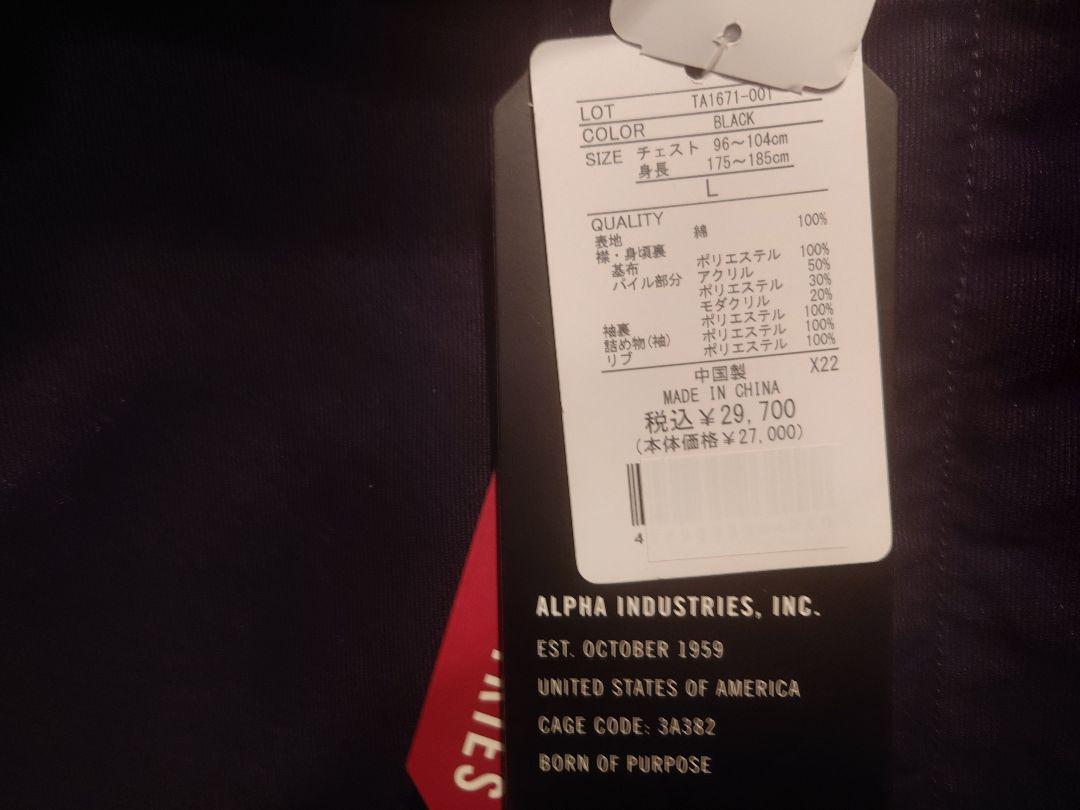 LOT TA1671-001
COLOR BLACK
SIZE チェスト 96～104cm
身長 175～185cm
L
QUALITY
表地 綿 100%
襟・身頃裏
基布 ポリエステル 100%
パイル部分 アクリル 50%
ポリエステル 30%
モダクリル 20%
袖裏 ポリエステル 100%
詰め物(袖) ポリエステル 100%
リブ ポリエステル 100%
中国製 X22
MADE IN CHINA
税込￥29,700
(本体価格￥27,000)
4
ALPHA INDUSTRIES, INC.
EST. OCTOBER 1959
UNITED STATES OF AMERICA
CAGE CODE: 3A382
BORN OF PURPOSE
RIES